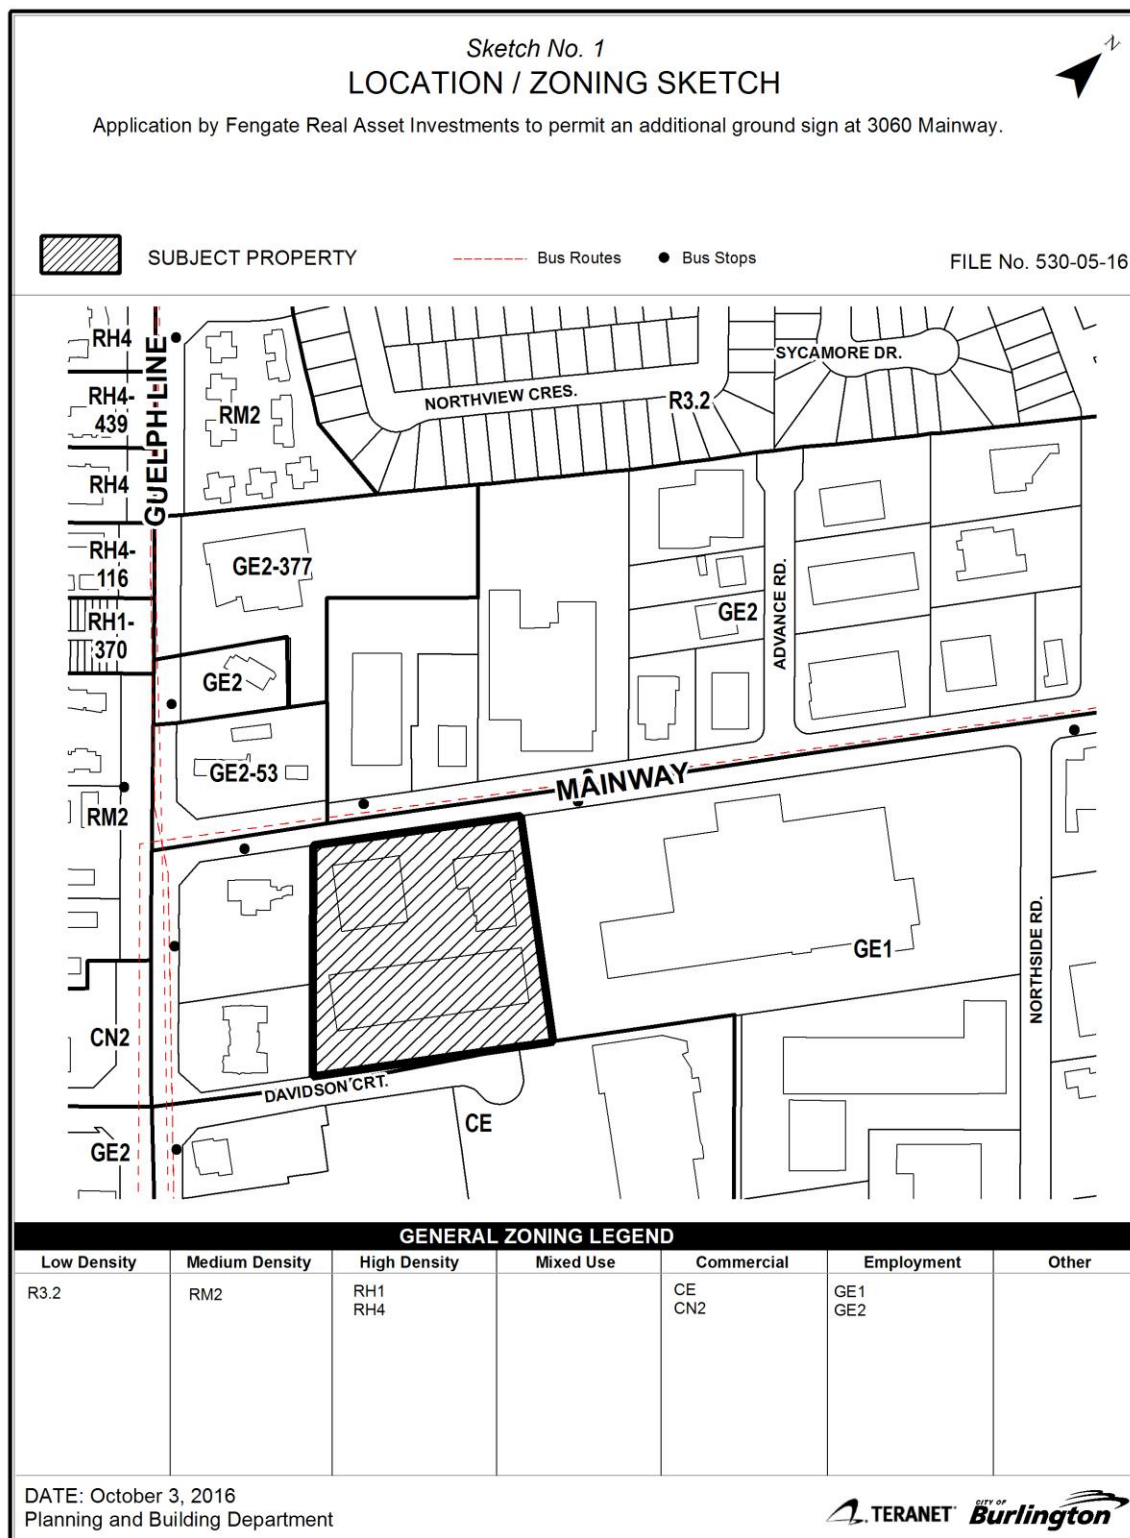 Sketch No. 1
LOCATION / ZONING SKETCH
N
Application by Fengate Real Asset Investments to permit an additional ground sign at 3060 Mainway.
SUBJECT PROPERTY
Bus Routes
Bus Stops
FILE No. 530-05-16
RH4
GUELPH LINE
RH4-
439
RM2
NORTHVIEW CRES.
R3.2
SYCAMORE DR.
RH4
RH4-
116
GE2-377
RH1-
370
GE2
GE2
ADVANCE RD.
GE2-53
MAINWAY
RM2
GE1
NORTHSIDE RD.
CN2
DAVIDSON CRT.
CE
GE2
GENERAL ZONING LEGEND
Low Density Medium Density High Density Mixed Use Commercial Employment Other
R3.2 RM2 RH1 CE GE1
RH4 CN2 GE2
DATE: October 3, 2016
Planning and Building Department
TERANET
CITY OF
Burlington